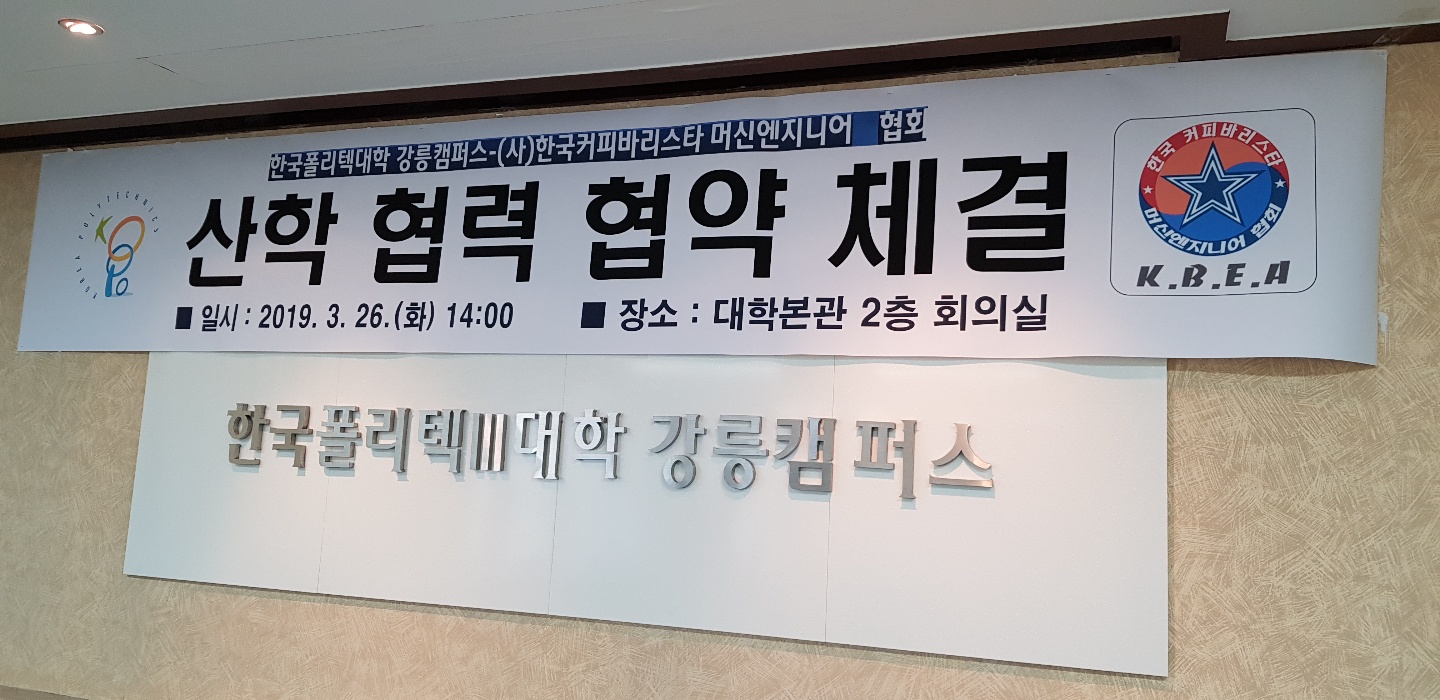 한국폴리텍대학 강릉캠퍼스-(사)한국커피바리스타 머신엔지니어 협회
KOREA POLYTECHNICS
산학 협력 협약 체결
한국 커피바리스타
머신엔지니어 협회
K.B.E.A
■ 일시 : 2019. 3. 26.(화) 14:00 ■ 장소 : 대학본관 2층 회의실
한국폴리텍III대학 강릉캠퍼스